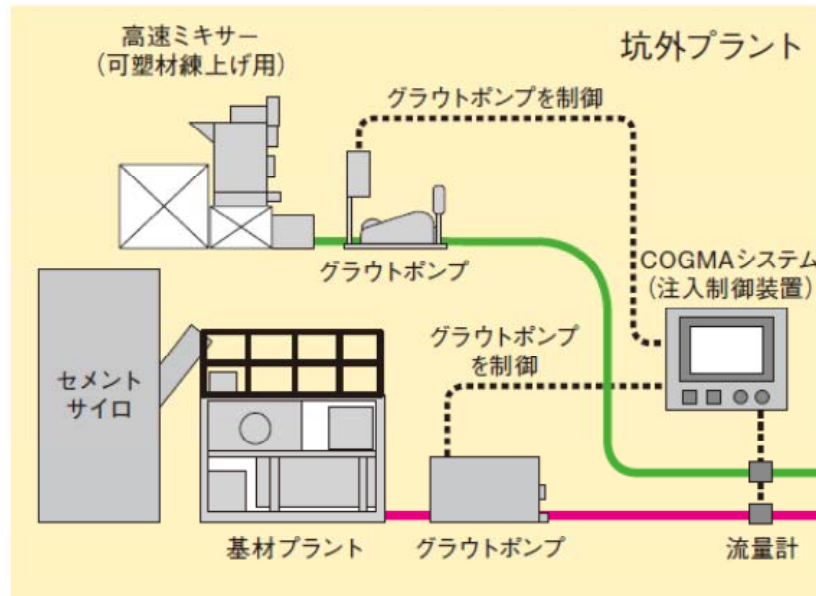 高速ミキサー
(可塑材練上げ用)
坑外プラント
グラウトポンプを制御
グラウトポンプ
COGMAシステム
(注入制御装置)
グラウトポンプ
を制御
セメント
サイロ
基材プラント
グラウトポンプ
流量計